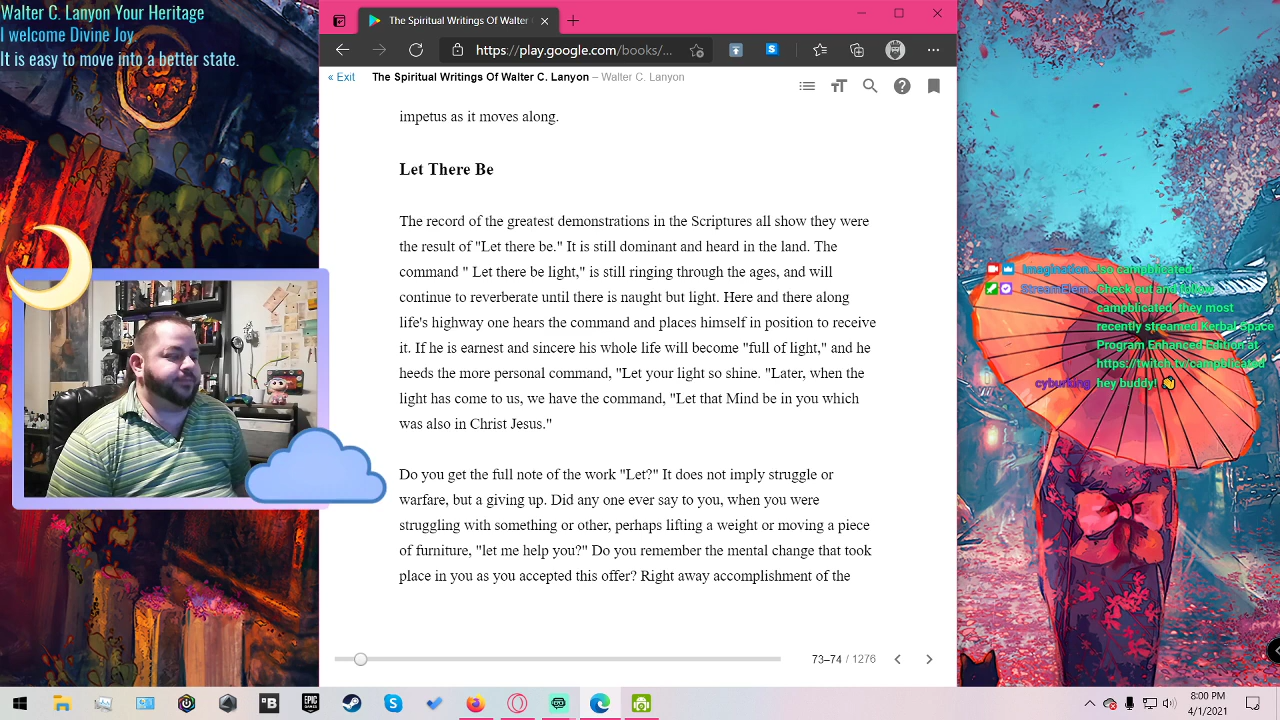 Walter C. Lanyon Your Heritage
I welcome Divine Joy
It is easy to move into a better state.
The Spiritual Writings Of Walter
https://play.google.com/books/...
« Exit
The Spiritual Writings Of Walter C. Lanyon – Walter C. Lanyon
impetus as it moves along.
Let There Be
The record of the greatest demonstrations in the Scriptures all show they were
the result of "Let there be." It is still dominant and heard in the land. The
command " Let there be light," is still ringing through the ages, and will
continue to reverberate until there is naught but light. Here and there along
life's highway one hears the command and places himself in position to receive
it. If he is earnest and sincere his whole life will become "full of light," and he
hears the personal command, "Let your light so shine. "Later, when the
light has come to us, we have the command, "Let that Mind be in you which
was also in Christ Jesus."
Do you get the full note of the work "Let?" It does not imply struggle or
warfare, but a giving up. Did any one ever say to you, when you were
struggling with something or other, perhaps lifting a weight or moving a piece
of furniture, "let me help you?" Do you remember the mental change that took
place in you as you accepted this offer? Right away accomplishment of the
73–74 / 1276
Imagination... !so campblicated
StreamElem... Check out and follow
campblicated, they most
recently streamed Kerbal Space
Program Enhanced Edition at
https://twitch.tv/campblicated
cyburking hey buddy!
EPIC GAMES
8:00 PM
4/1/2021